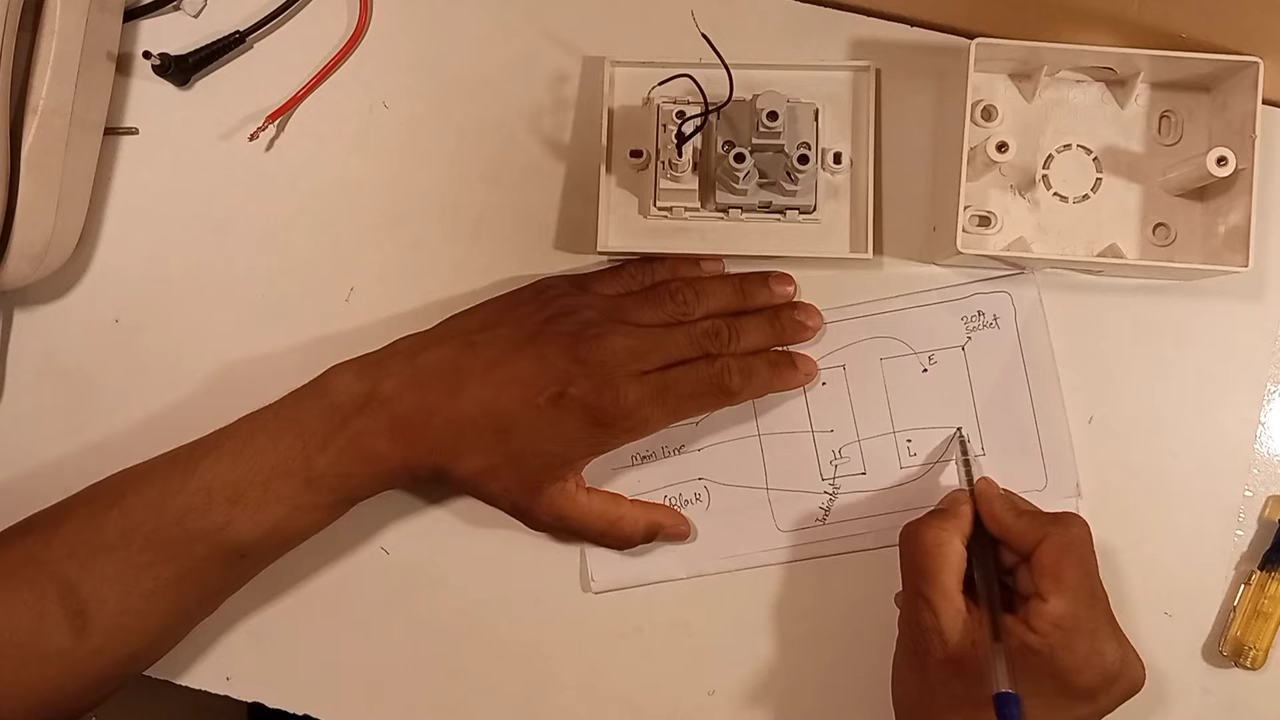 20A
Socket
E
Main line
L
Indicator
(Black)